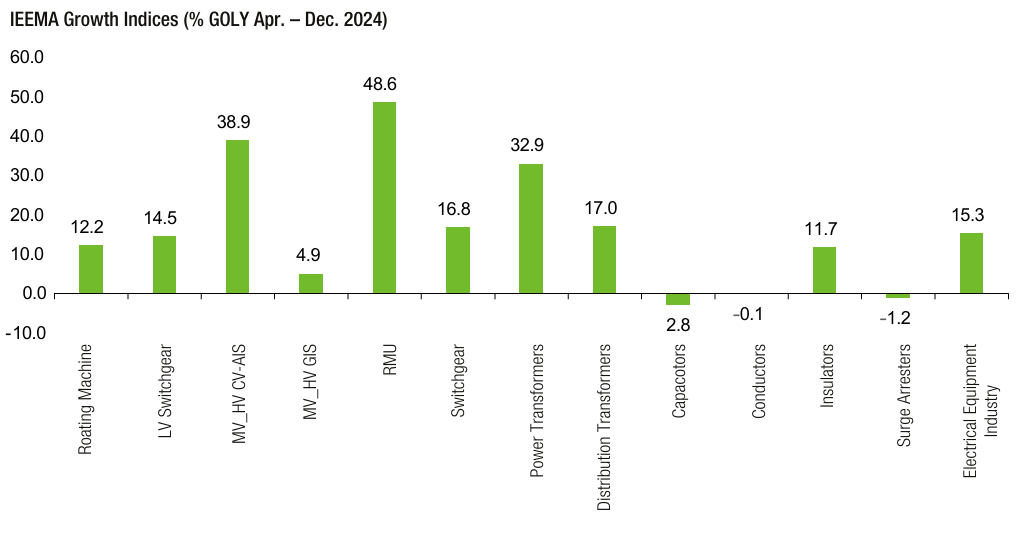 IEEMA Growth Indices (% GOLY Apr. – Dec. 2024)
60.0
50.0
40.0
30.0
20.0
10.0
0.0
-10.0
12.2
14.5
38.9
4.9
48.6
16.8
32.9
17.0
2.8
–0.1
11.7
–1.2
15.3
Roating Machine
LV Switchgear
MV_HV CV-AIS
MV_HV GIS
RMU
Switchgear
Power Transformers
Distribution Transformers
Capacotors
Conductors
Insulators
Surge Arresters
Electrical Equipment
Industry